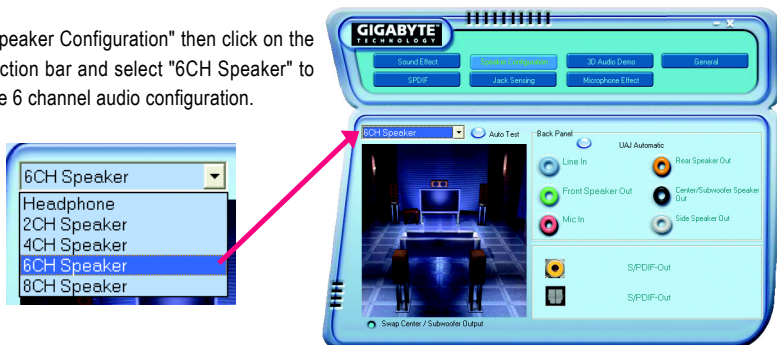 peaker Configuration" then click on the
ction bar and select "6CH Speaker" to
e 6 channel audio configuration.
6CH Speaker
Headphone
2CH Speaker
4CH Speaker
6CH Speaker
8CH Speaker
GIGABYTE
TECHNOLOGY
Sound Effect
Speaker Configuration
3D Audio Demo
General
SPDIF
Jack Sensing
Microphone Effect
6CH Speaker
Auto Test
Back Panel
UAJ Automatic
Line In
Rear Speaker Out
Front Speaker Out
Center/Subwoofer Speaker
Out
Mic In
Side Speaker Out
S/PDIF-Out
S/PDIF-Out
Swap Center / Subwoofer Output